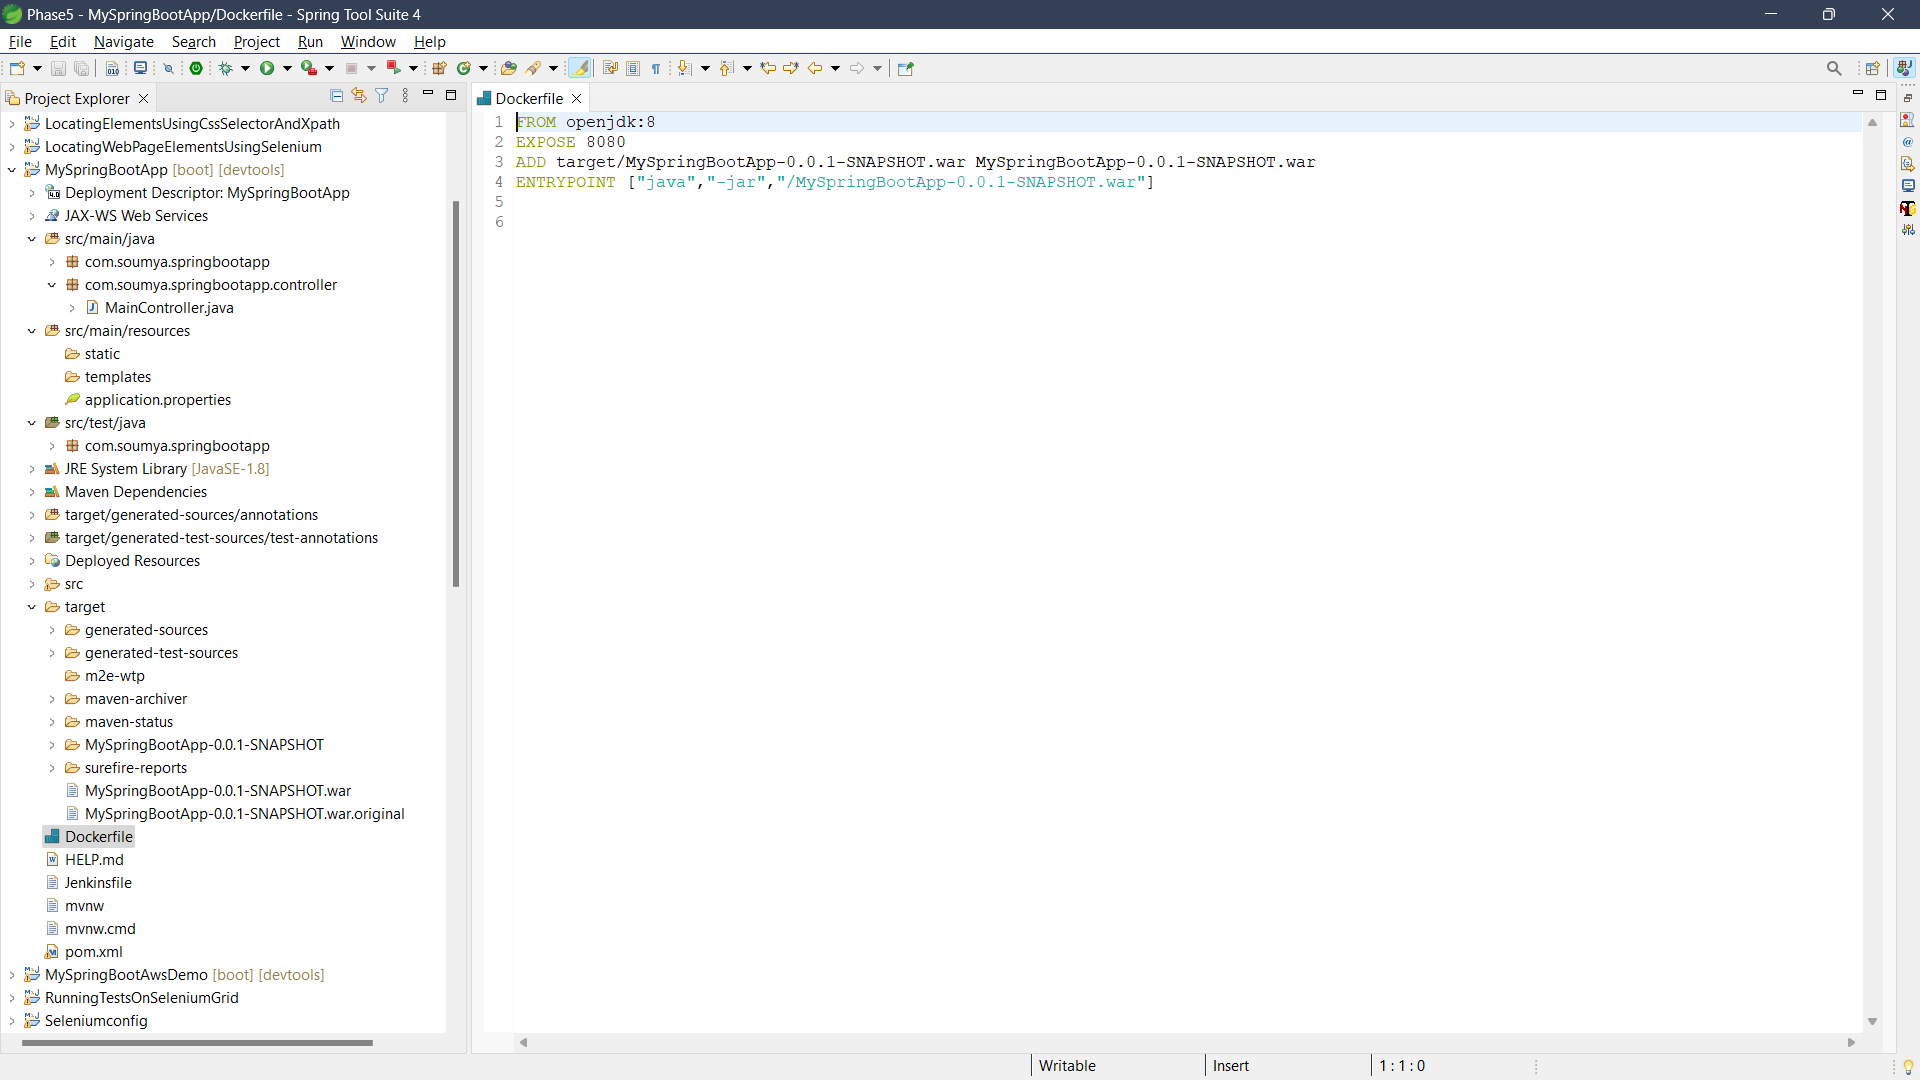 Phase5 - MySpringBootApp/Dockerfile - Spring Tool Suite 4
File Edit Navigate Search Project Run Window Help
Project Explorer
LocatingElementsUsingCssSelectorAndXpath
LocatingWebPageElementsUsingSelenium
MySpringBootApp [boot] [devtools]
Deployment Descriptor: MySpringBootApp
JAX-WS Web Services
src/main/java
com.soumya.springbootapp
com.soumya.springbootapp.controller
MainController.java
src/main/resources
static
templates
application.properties
src/test/java
com.soumya.springbootapp
JRE System Library [JavaSE-1.8]
Maven Dependencies
target/generated-sources/annotations
target/generated-test-sources/test-annotations
Deployed Resources
src
target
generated-sources
generated-test-sources
m2e-wtp
maven-archiver
maven-status
MySpringBootApp-0.0.1-SNAPSHOT
surefire-reports
MySpringBootApp-0.0.1-SNAPSHOT.war
MySpringBootApp-0.0.1-SNAPSHOT.war.original
Dockerfile
HELP.md
Jenkinsfile
mvnw
mvnw.cmd
pom.xml
MySpringBootAwsDemo [boot] [devtools]
RunningTestsOnSeleniumGrid
Seleniumconfig
Dockerfile
1 FROM openjdk:8
2 EXPOSE 8080
3 ADD target/MySpringBootApp-0.0.1-SNAPSHOT.war MySpringBootApp-0.0.1-SNAPSHOT.war
4 ENTRYPOINT ["java","-jar","/MySpringBootApp-0.0.1-SNAPSHOT.war"]
5
6
Writable Insert 1 : 1 : 0